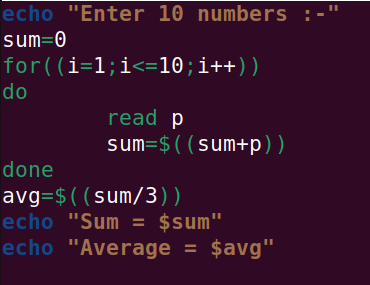 echo "Enter 10 numbers :-"
sum=0
for((i=1;i<=10;i++))
do
        read p
        sum=$((sum+p))
done
avg=$((sum/3))
echo "Sum = $sum"
echo "Average = $avg"